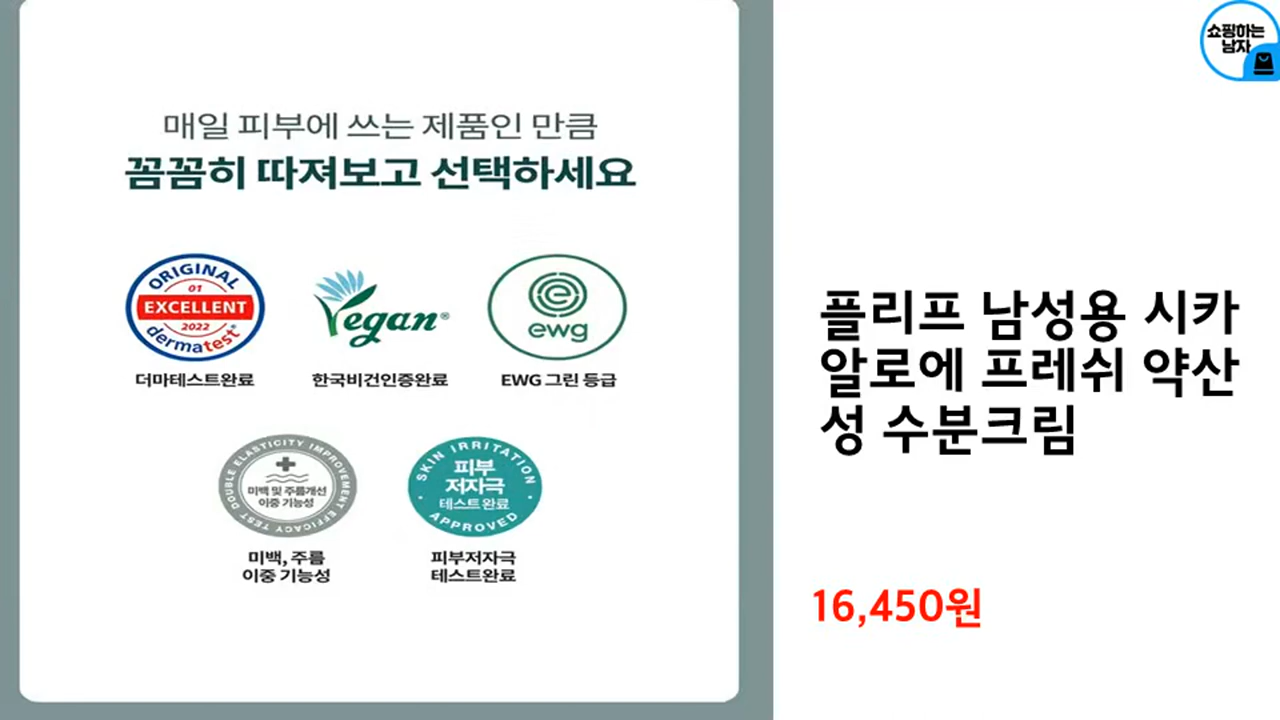 매일 피부에 쓰는 제품인 만큼
꼼꼼히 따져보고 선택하세요
ORIGINAL
01
EXCELLENT
2022
dermatest®
더마테스트완료
Vegan®
한국비건인증완료
ewg
EWG 그린 등급
DOUBLE ELASTICITY IMPROVEMENT EFFICACY TEST
미백 및 주름개선
이중 기능성
미백, 주름
이중 기능성
SKIN IRRITATION
피부
저자극
테스트 완료
APPROVED
피부저자극
테스트완료
쇼핑하는
남자
플리프 남성용 시카
알로에 프레쉬 약산
성 수분크림
16,450원